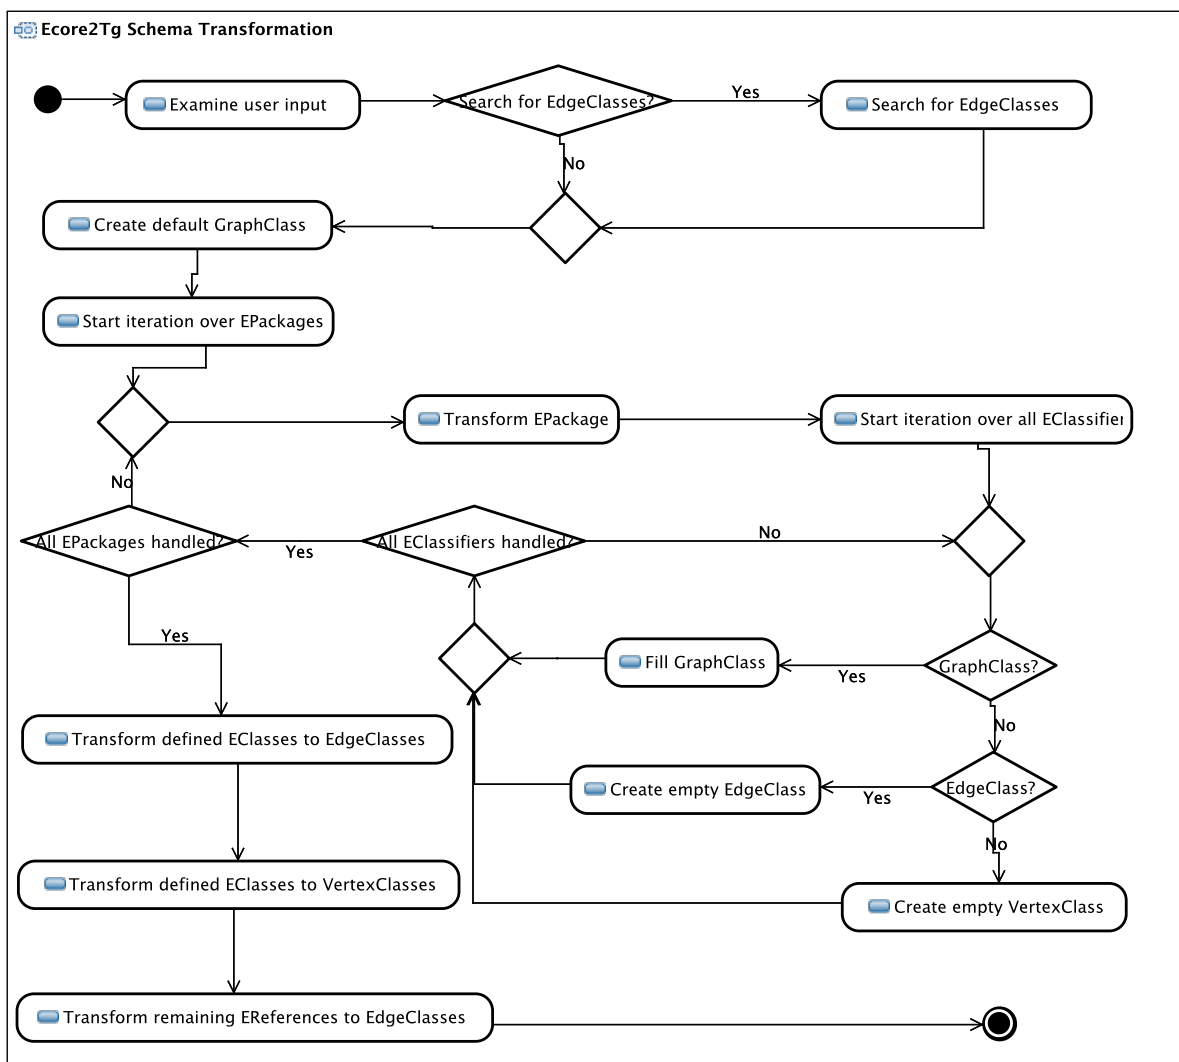 Ecore2Tg Schema Transformation
Examine user input
Search for EdgeClasses?
Yes
Search for EdgeClasses
No
Create default GraphClass
Start iteration over EPackages
Transform EPackage
Start iteration over all EClassifier
No
All EPackages handled?
Yes
All EClassifiers handled?
No
Yes
Fill GraphClass
Yes
GraphClass?
No
Transform defined EClasses to EdgeClasses
Create empty EdgeClass
Yes
EdgeClass?
No
Transform defined EClasses to VertexClasses
Create empty VertexClass
Transform remaining EReferences to EdgeClasses